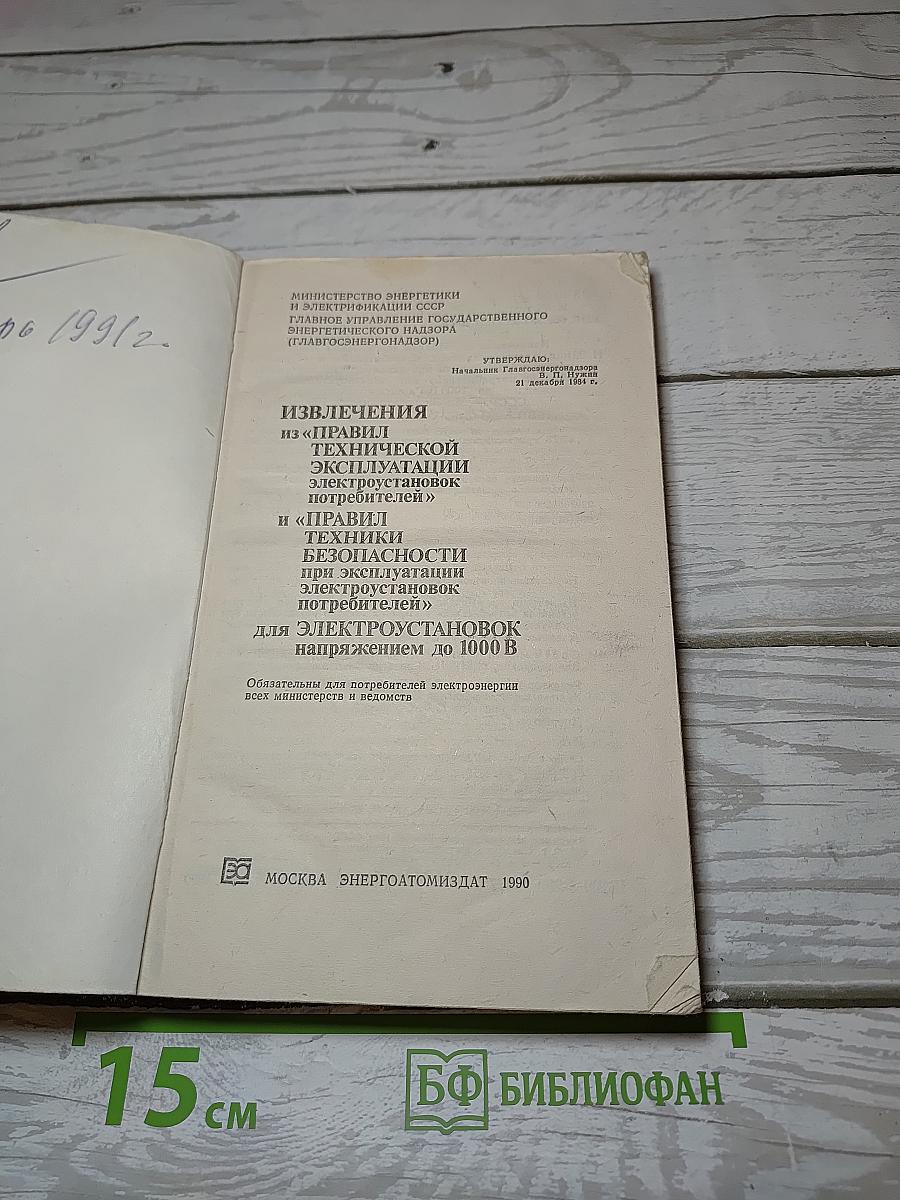 1991г.
МИНИСТЕРСТВО ЭНЕРГЕТИКИ
И ЭЛЕКТРИФИКАЦИИ СССР
ГЛАВНОЕ УПРАВЛЕНИЕ ГОСУДАРСТВЕННОГО
ЭНЕРГЕТИЧЕСКОГО НАДЗОРА
(ГЛАВГОСЭНЕРГОНАДЗОР)
УТВЕРЖДАЮ:
Начальник Главгосэнергонадзора
В. П. Нужин
21 декабря 1984 г.
ИЗВЛЕЧЕНИЯ
из «ПРАВИЛ
ТЕХНИЧЕСКОЙ
ЭКСПЛУАТАЦИИ
электроустановок
потребителей»
и «ПРАВИЛ
ТЕХНИКИ
БЕЗОПАСНОСТИ
при эксплуатации
электроустановок
потребителей»
для ЭЛЕКТРОУСТАНОВОК
напряжением до 1000 В
Обязательны для потребителей электроэнергии
всех министерств и ведомств
ЭА МОСКВА ЭНЕРГОАТОМИЗДАТ 1990
15 см
БФ БИБЛИОФАН